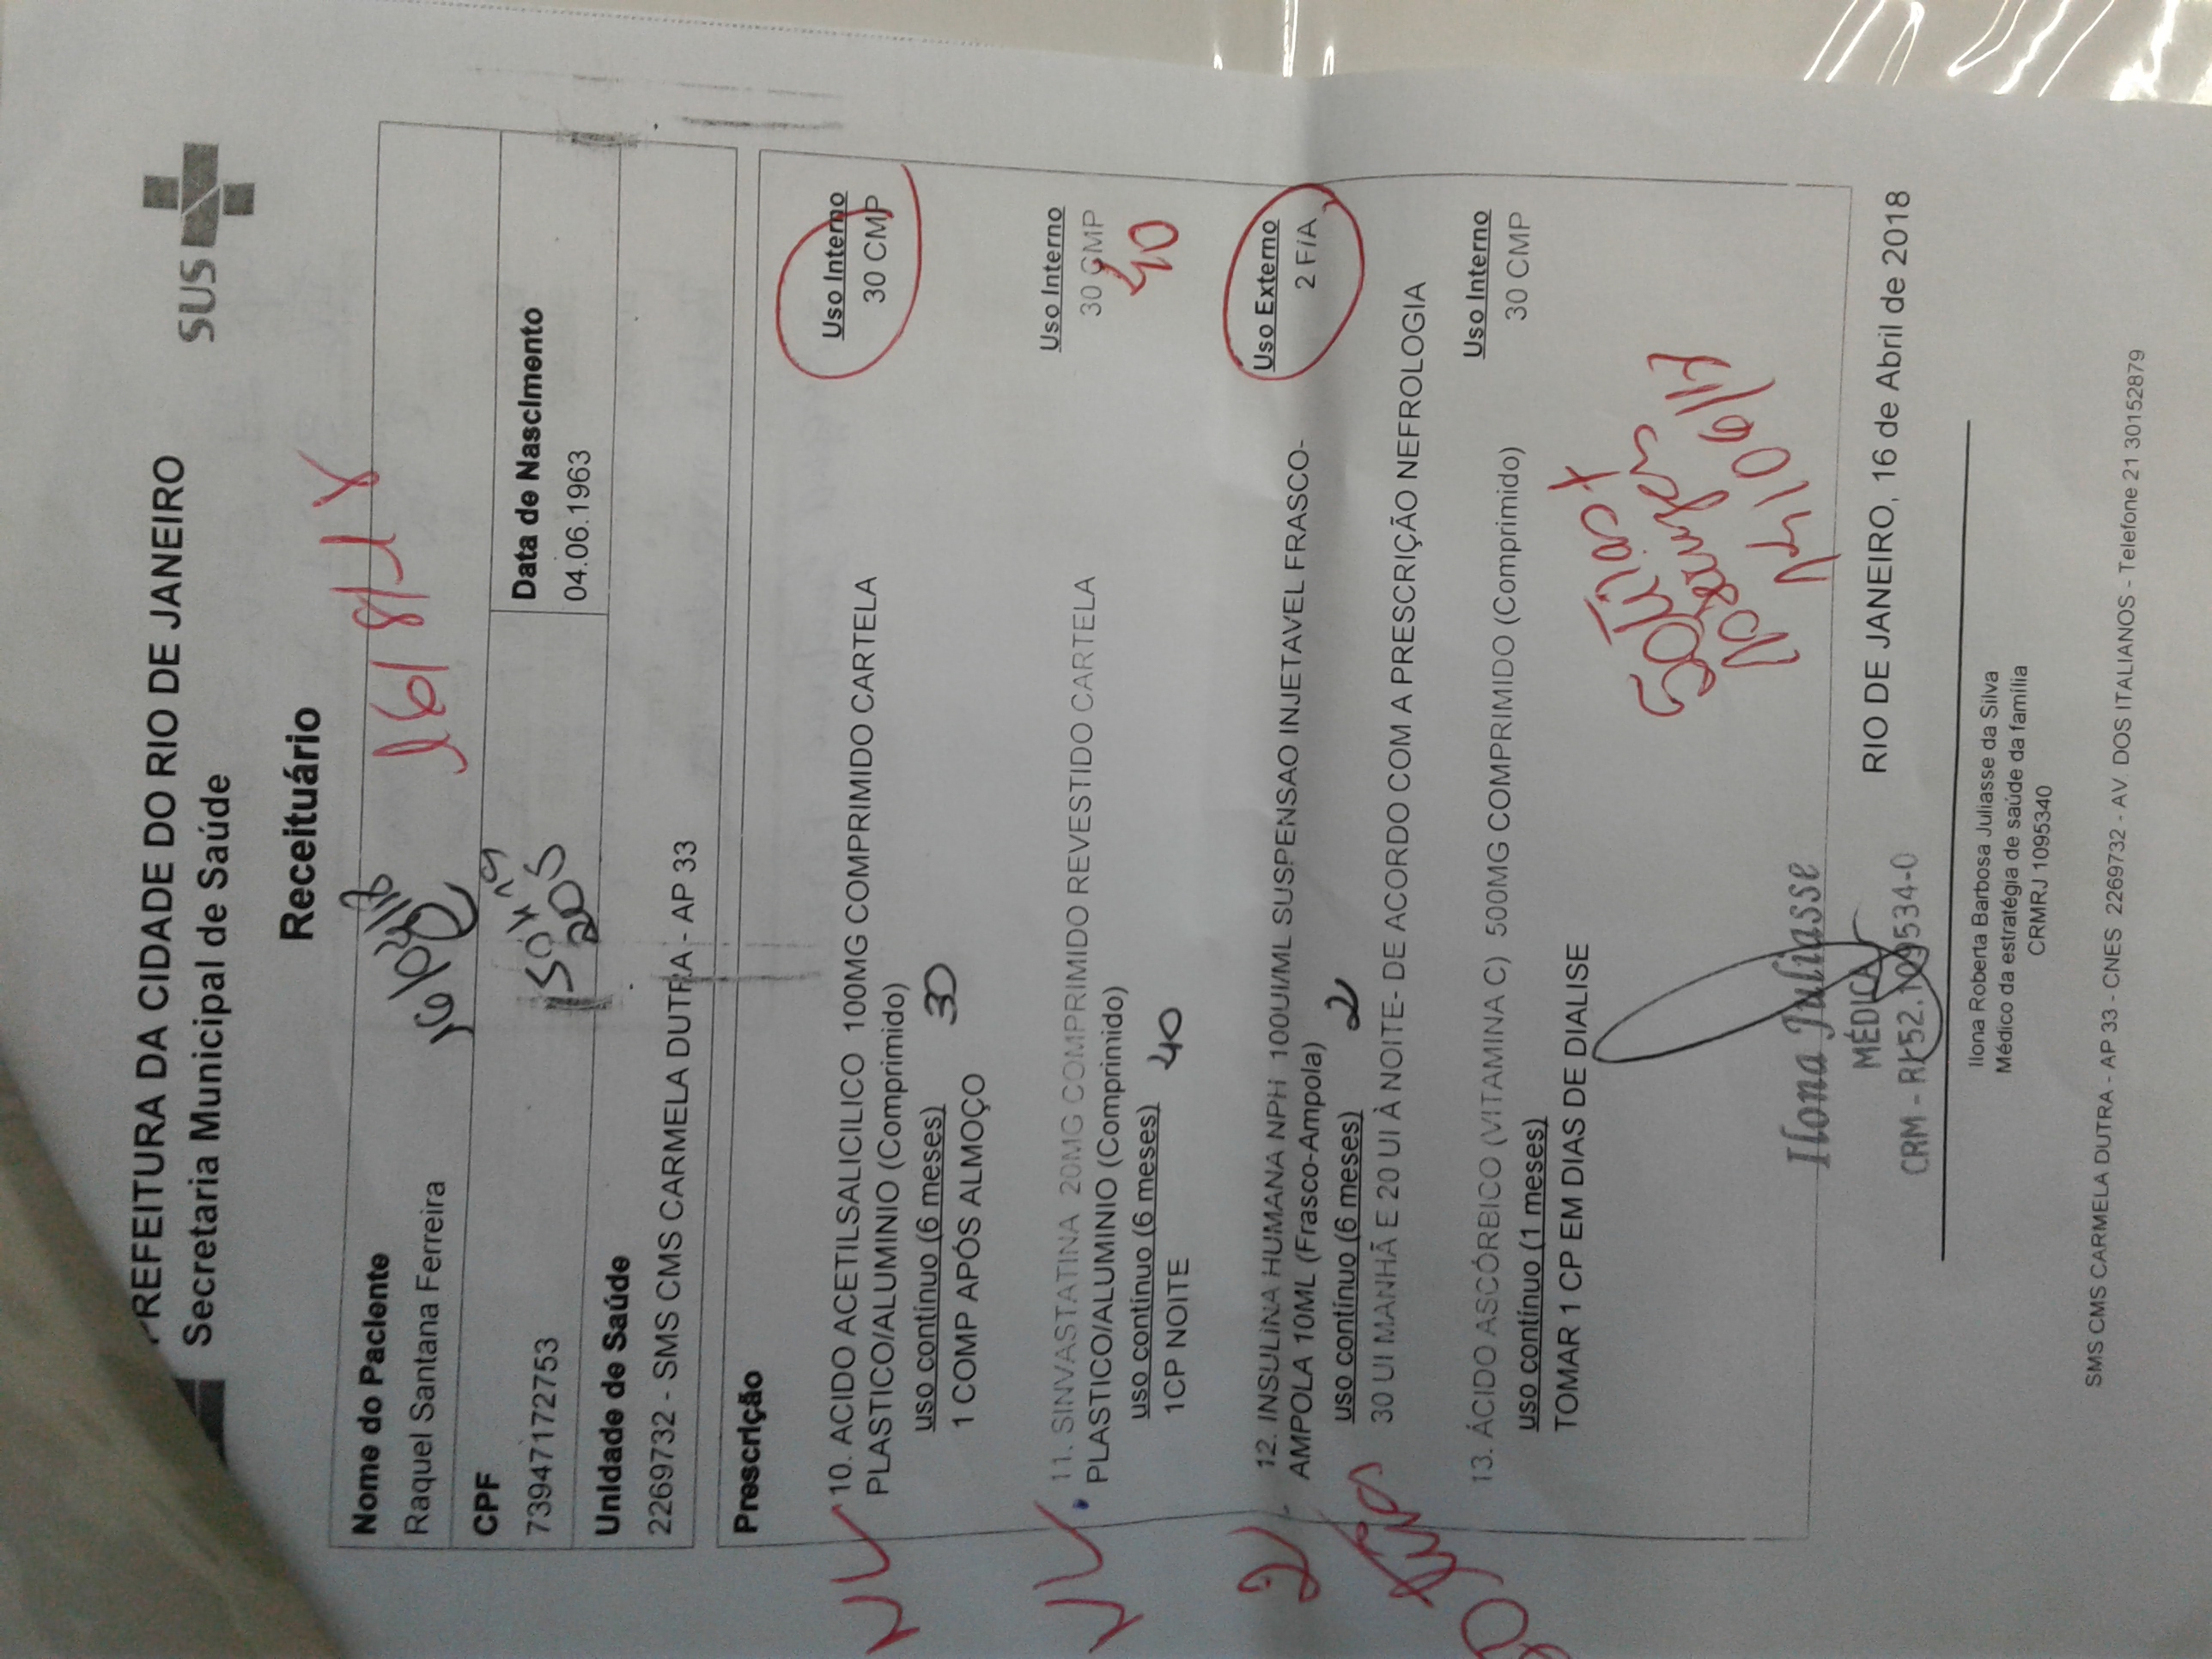 PREFEITURA DA CIDADE DO RIO DE JANEIRO
Secretaria Municipal de Saúde
SUS
Receituário
Nome do Paciente
Raquel Santana Ferreira
CPF
73947172753
Data de Nascimento
04.06.1963
Unidade de Saúde
2269732 - SMS CMS CARMELA DUTRA - AP 33
Prescrição
10. ACIDO ACETILSALICILICO 100MG COMPRIMIDO CARTELA
PLASTICO/ALUMINIO (Comprimido)
Uso Interno
30 CMP
uso contínuo (6 meses)
30
1 COMP APÓS ALMOÇO
11. SINVASTATINA 20MG COMPRIMIDO REVESTIDO CARTELA
PLASTICO/ALUMINIO (Comprimido)
Uso Interno
30 CMP
40
uso contínuo (6 meses)
40
1CP NOITE
12. INSULINA HUMANA NPH 100UI/ML SUSPENSAO INJETAVEL FRASCO-
AMPOLA 10ML (Frasco-Ampola)
Uso Externo
2 F/A
uso contínuo (6 meses)
2
30 UI MANHÃ E 20 UI À NOITE- DE ACORDO COM A PRESCRIÇÃO NEFROLOGIA
13. ÁCIDO ASCÓRBICO (VITAMINA C) 500MG COMPRIMIDO (Comprimido)
Uso Interno
30 CMP
uso contínuo (1 meses)
TOMAR 1 CP EM DIAS DE DIALISE
Ilona Juliasse
MÉDICA
CRM - RJ 52.109534-0
RIO DE JANEIRO, 16 de Abril de 2018
Ilona Roberta Barbosa Juliasse da Silva
Médico da estratégia de saúde da família
CRMRJ 1095340
SMS CMS CARMELA DUTRA - AP 33 - CNES 2269732 - AV. DOS ITALIANOS - Telefone 21 30152879